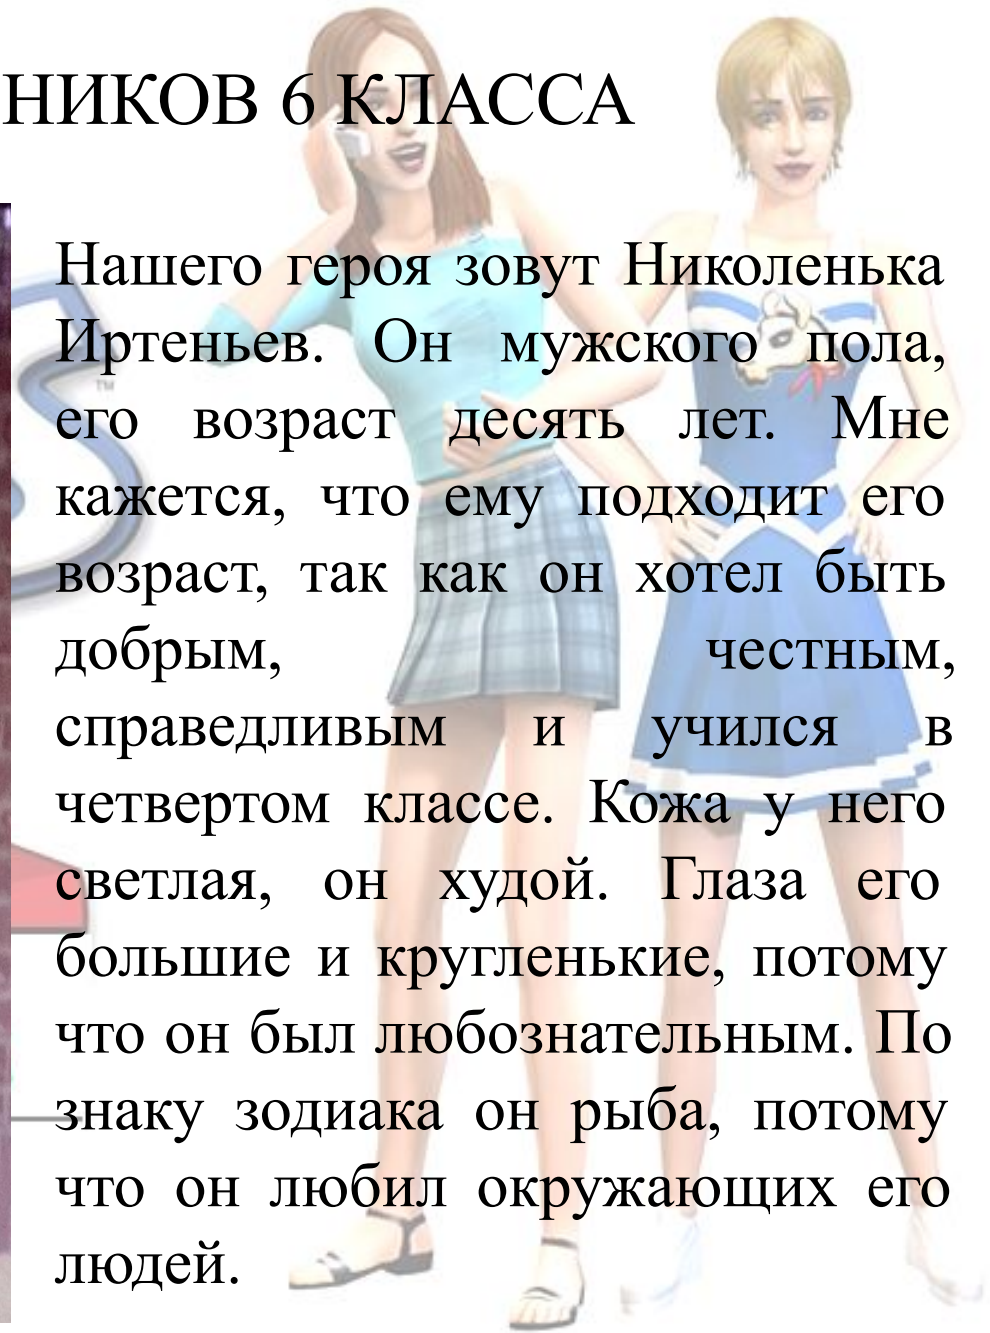 НИКОВ 6 КЛАССА
Нашего героя зовут Николенька
Иртеньев. Он мужского пола,
его возраст десять лет. Мне
кажется, что ему подходит его
возраст, так как он хотел быть
добрым, честным,
справедливым и учился в
четвертом классе. Кожа у него
светлая, он худой. Глаза его
большие и кругленькие, потому
что он был любознательным. По
знаку зодиака он рыба, потому
что он любил окружающих его
людей.
TM